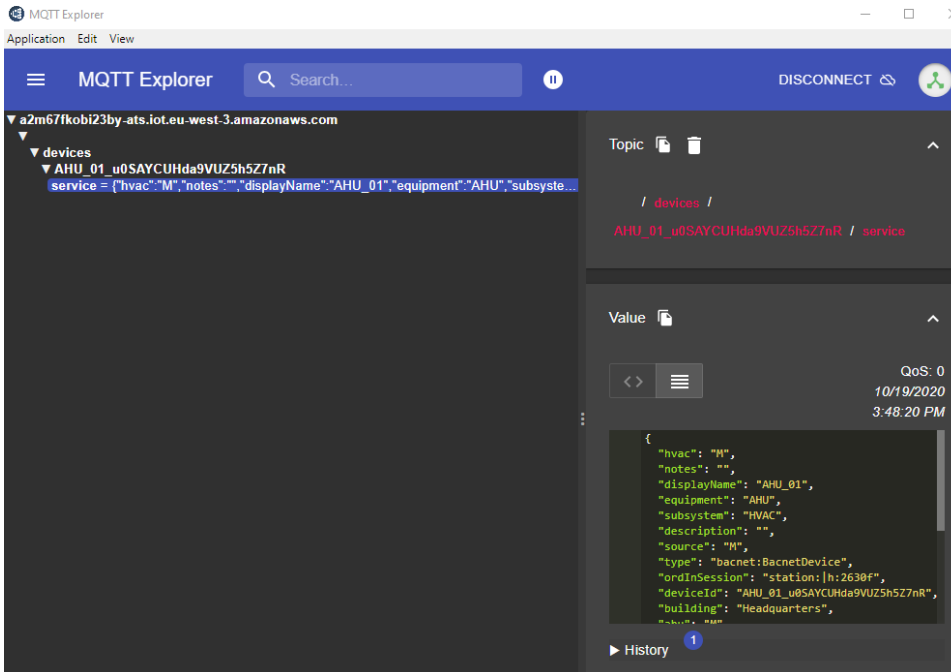 MQTT Explorer
Application Edit View
MQTT Explorer
Search...
DISCONNECT
▼ a2m67fkobi23by-ats.iot.eu-west-3.amazonaws.com
▼
▼ devices
▼ AHU_01_u0SAYCUHda9VUZ5h5Z7nR
service = {"hvac":"M","notes":"","displayName":"AHU_01","equipment":"AHU","subsyste...
Topic
/ devices /
AHU_01_u0SAYCUHda9VUZ5h5Z7nR / service
Value
QoS: 0
10/19/2020
3:48:20 PM
{
"hvac": "M",
"notes": "",
"displayName": "AHU_01",
"equipment": "AHU",
"subsystem": "HVAC",
"description": "",
"source": "M",
"type": "bacnet:BacnetDevice",
"ordInSession": "station:|h:2630f",
"deviceId": "AHU_01_u0SAYCUHda9VUZ5h5Z7nR",
"building": "Headquarters",
"ahu": "M"
▶ History 1